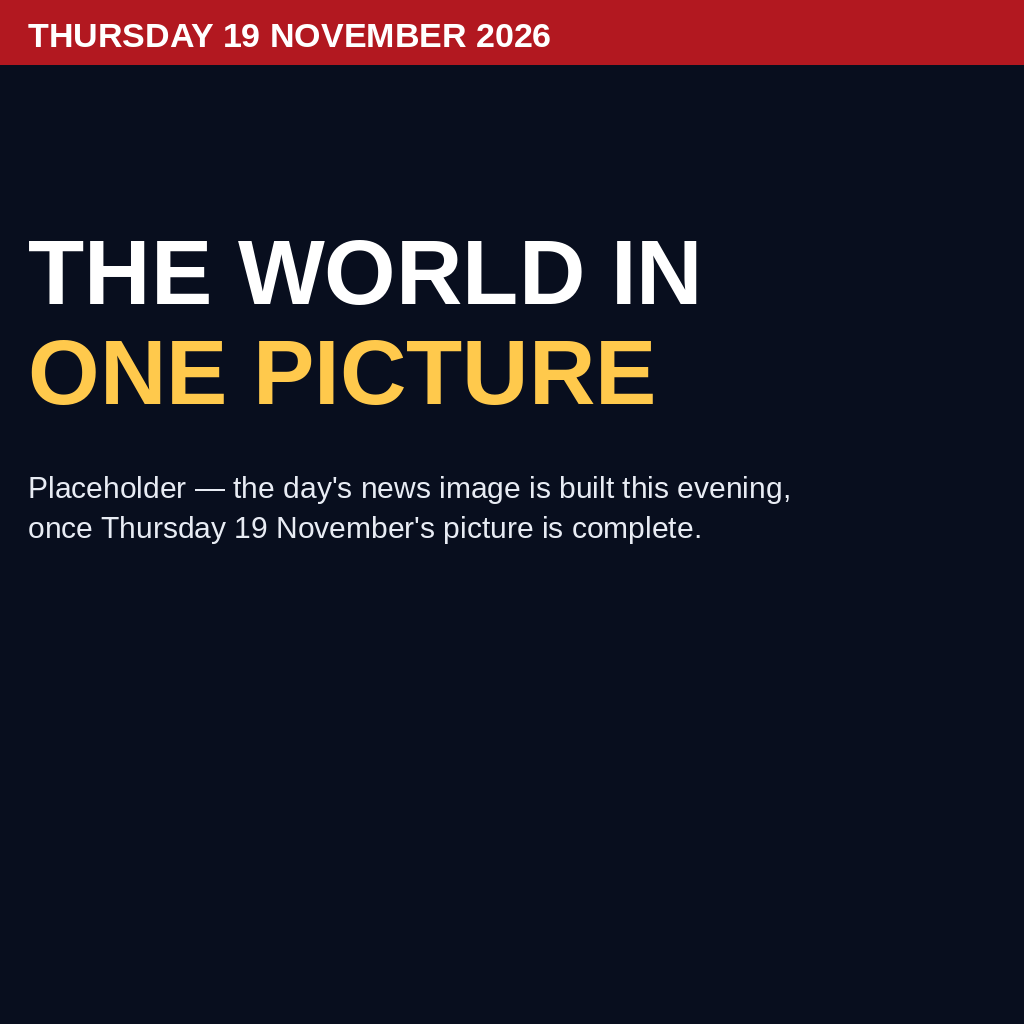 THURSDAY 19 NOVEMBER 2026
THE WORLD IN
ONE PICTURE
Placeholder — the day's news image is built this evening,
once Thursday 19 November's picture is complete.